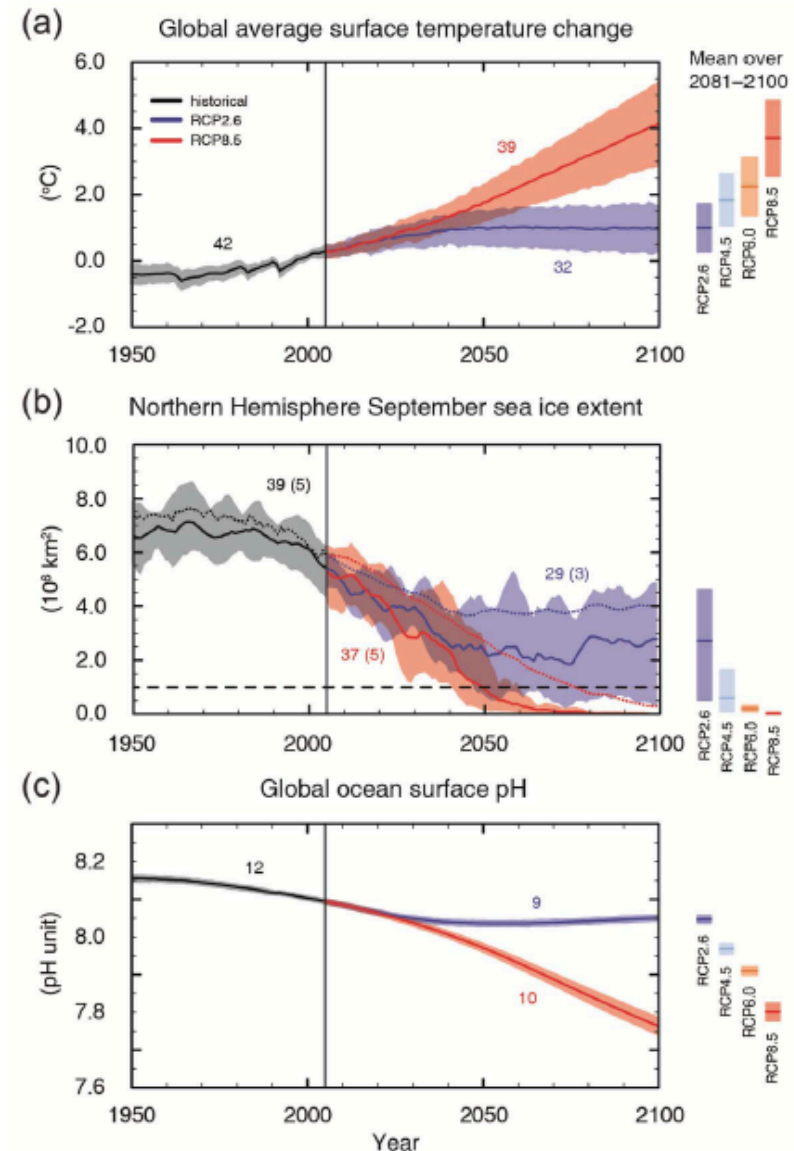 (a) Global average surface temperature change
6.0
4.0
2.0
0.0
-2.0
(°C)
historical
RCP2.6
RCP8.5
42
39
32
1950
2000
2050
2100
Mean over
2081–2100
RCP2.6
RCP4.5
RCP6.0
RCP8.5
(b) Northern Hemisphere September sea ice extent
10.0
8.0
6.0
4.0
2.0
0.0
(10⁶ km²)
39 (5)
29 (3)
37 (5)
1950
2000
2050
2100
RCP2.6
RCP4.5
RCP6.0
RCP8.5
(c) Global ocean surface pH
8.2
8.0
7.8
7.6
(pH unit)
12
9
10
1950
2000
2050
2100
Year
RCP2.6
RCP4.5
RCP6.0
RCP8.5